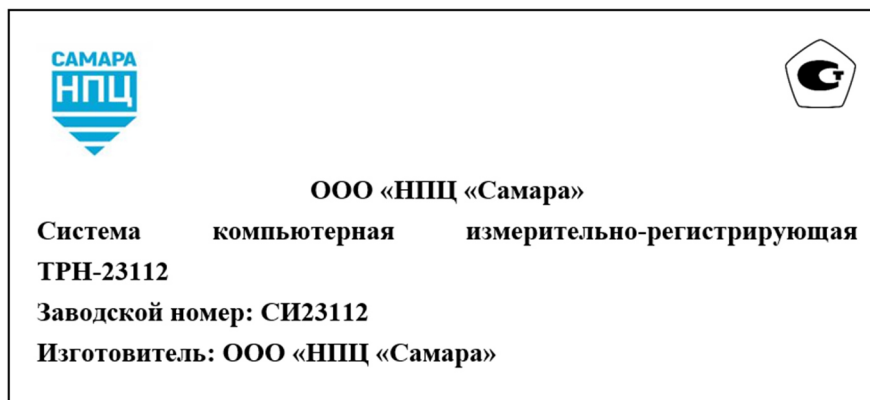 САМАРА
НПЦ
ООО «НПЦ «Самара»
Система компьютерная измерительно-регистрирующая
ТРН-23112
Заводской номер: СИ23112
Изготовитель: ООО «НПЦ «Самара»